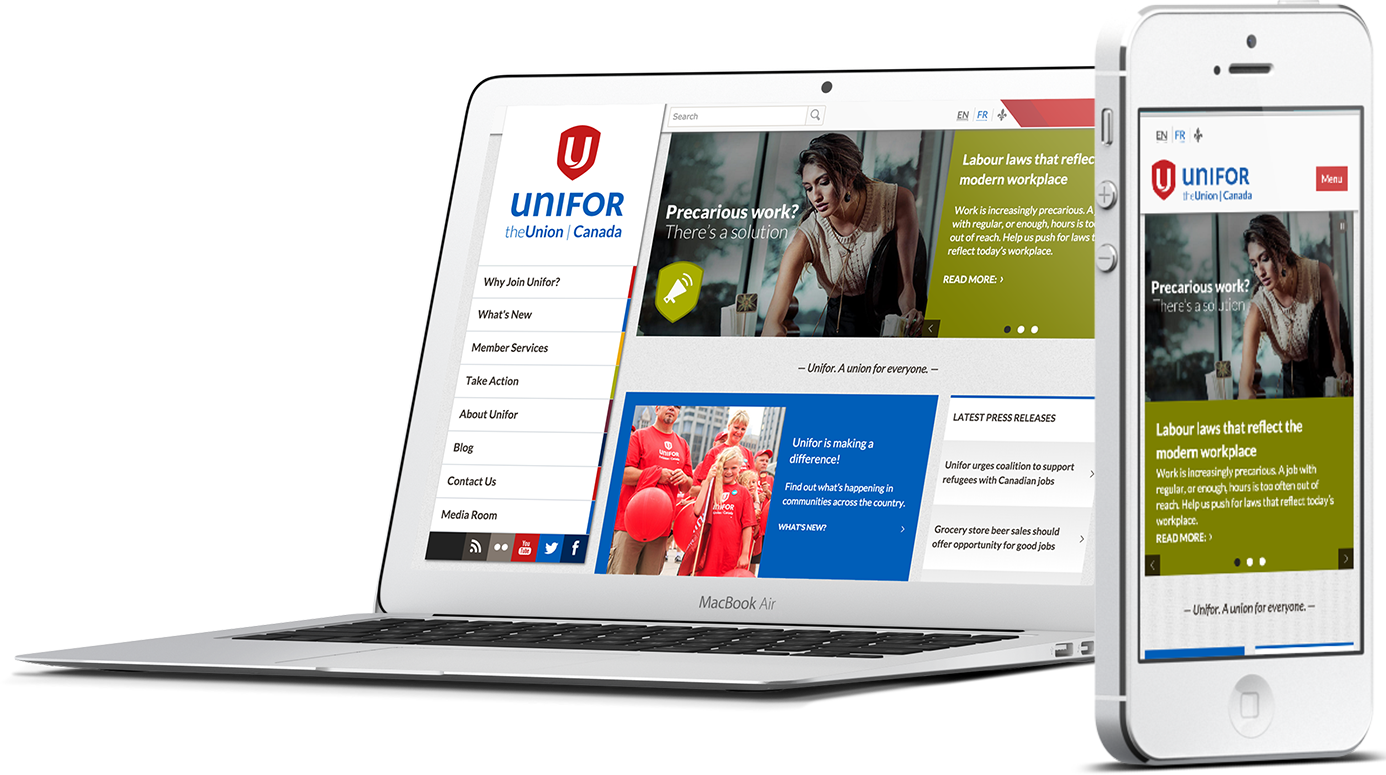 Search
EN | FR
UNIFOR
theUnion | Canada
Why Join Unifor?
What's New
Member Services
Take Action
About Unifor
Blog
Contact Us
Media Room
You
Tube
f
Precarious work?
There's a solution
Labour laws that reflec
modern workplace
Work is increasingly precarious. A
with regular, or enough, hours is to
out of reach. Help us push for laws t
reflect today's workplace.
READ MORE: ›
— Unifor. A union for everyone. —
UNIFOR
UNIFOR
theUnion | Canada
Unifor is making a
difference!
Find out what's happening in
communities across the country.
WHAT'S NEW?
LATEST PRESS RELEASES
Unifor urges coalition to support
refugees with Canadian jobs
Grocery store beer sales should
offer opportunity for good jobs
MacBook Air
EN | FR
UNIFOR
theUnion | Canada
Menu
Precarious work?
There's a solution
Labour laws that reflect the
modern workplace
Work is increasingly precarious. A job with
regular, or enough, hours is too often out of
reach. Help us push for laws that reflect today's
workplace.
READ MORE: ›
— Unifor. A union for everyone. —